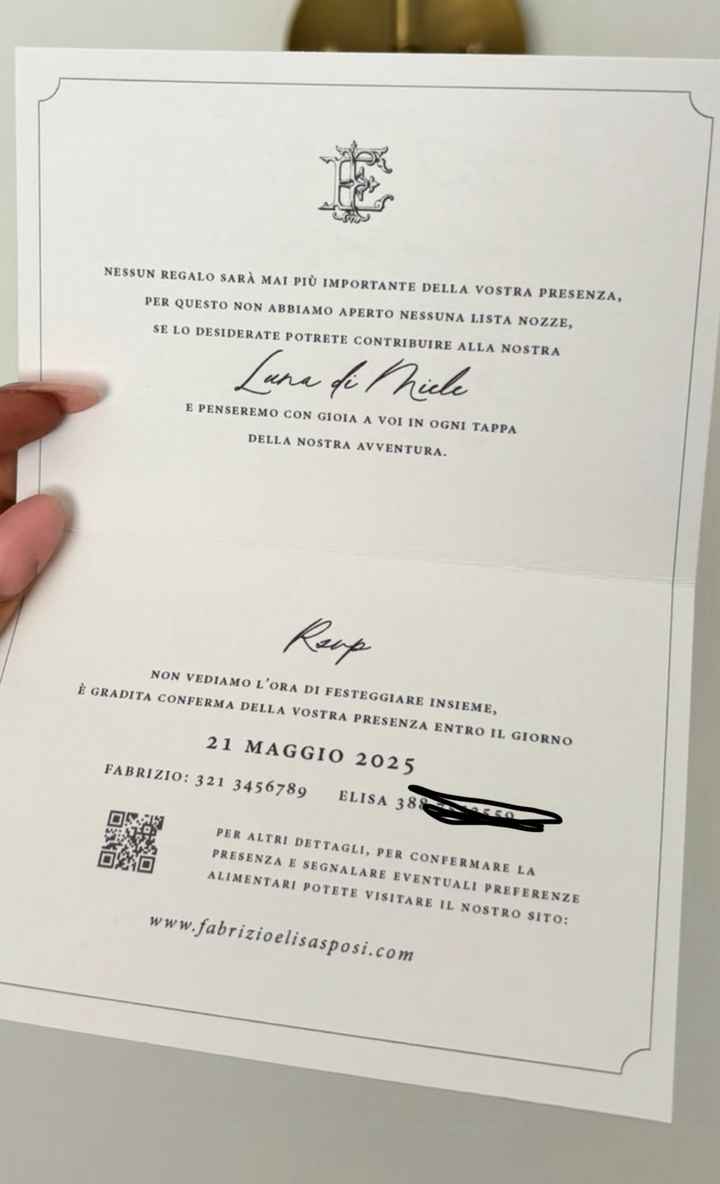 FE
NESSUN REGALO SARÀ MAI PIÙ IMPORTANTE DELLA VOSTRA PRESENZA,
PER QUESTO NON ABBIAMO APERTO NESSUNA LISTA NOZZE,
SE LO DESIDERATE POTRETE CONTRIBUIRE ALLA NOSTRA
Luna di Miele
E PENSEREMO CON GIOIA A VOI IN OGNI TAPPA
DELLA NOSTRA AVVENTURA.
Rsvp
NON VEDIAMO L'ORA DI FESTEGGIARE INSIEME,
È GRADITA CONFERMA DELLA VOSTRA PRESENZA ENTRO IL GIORNO
21 MAGGIO 2025
FABRIZIO: 321 3456789 ELISA 388
PER ALTRI DETTAGLI, PER CONFERMARE LA
PRESENZA E SEGNALARE EVENTUALI PREFERENZE
ALIMENTARI POTETE VISITARE IL NOSTRO SITO:
www.fabrizioelisasposi.com